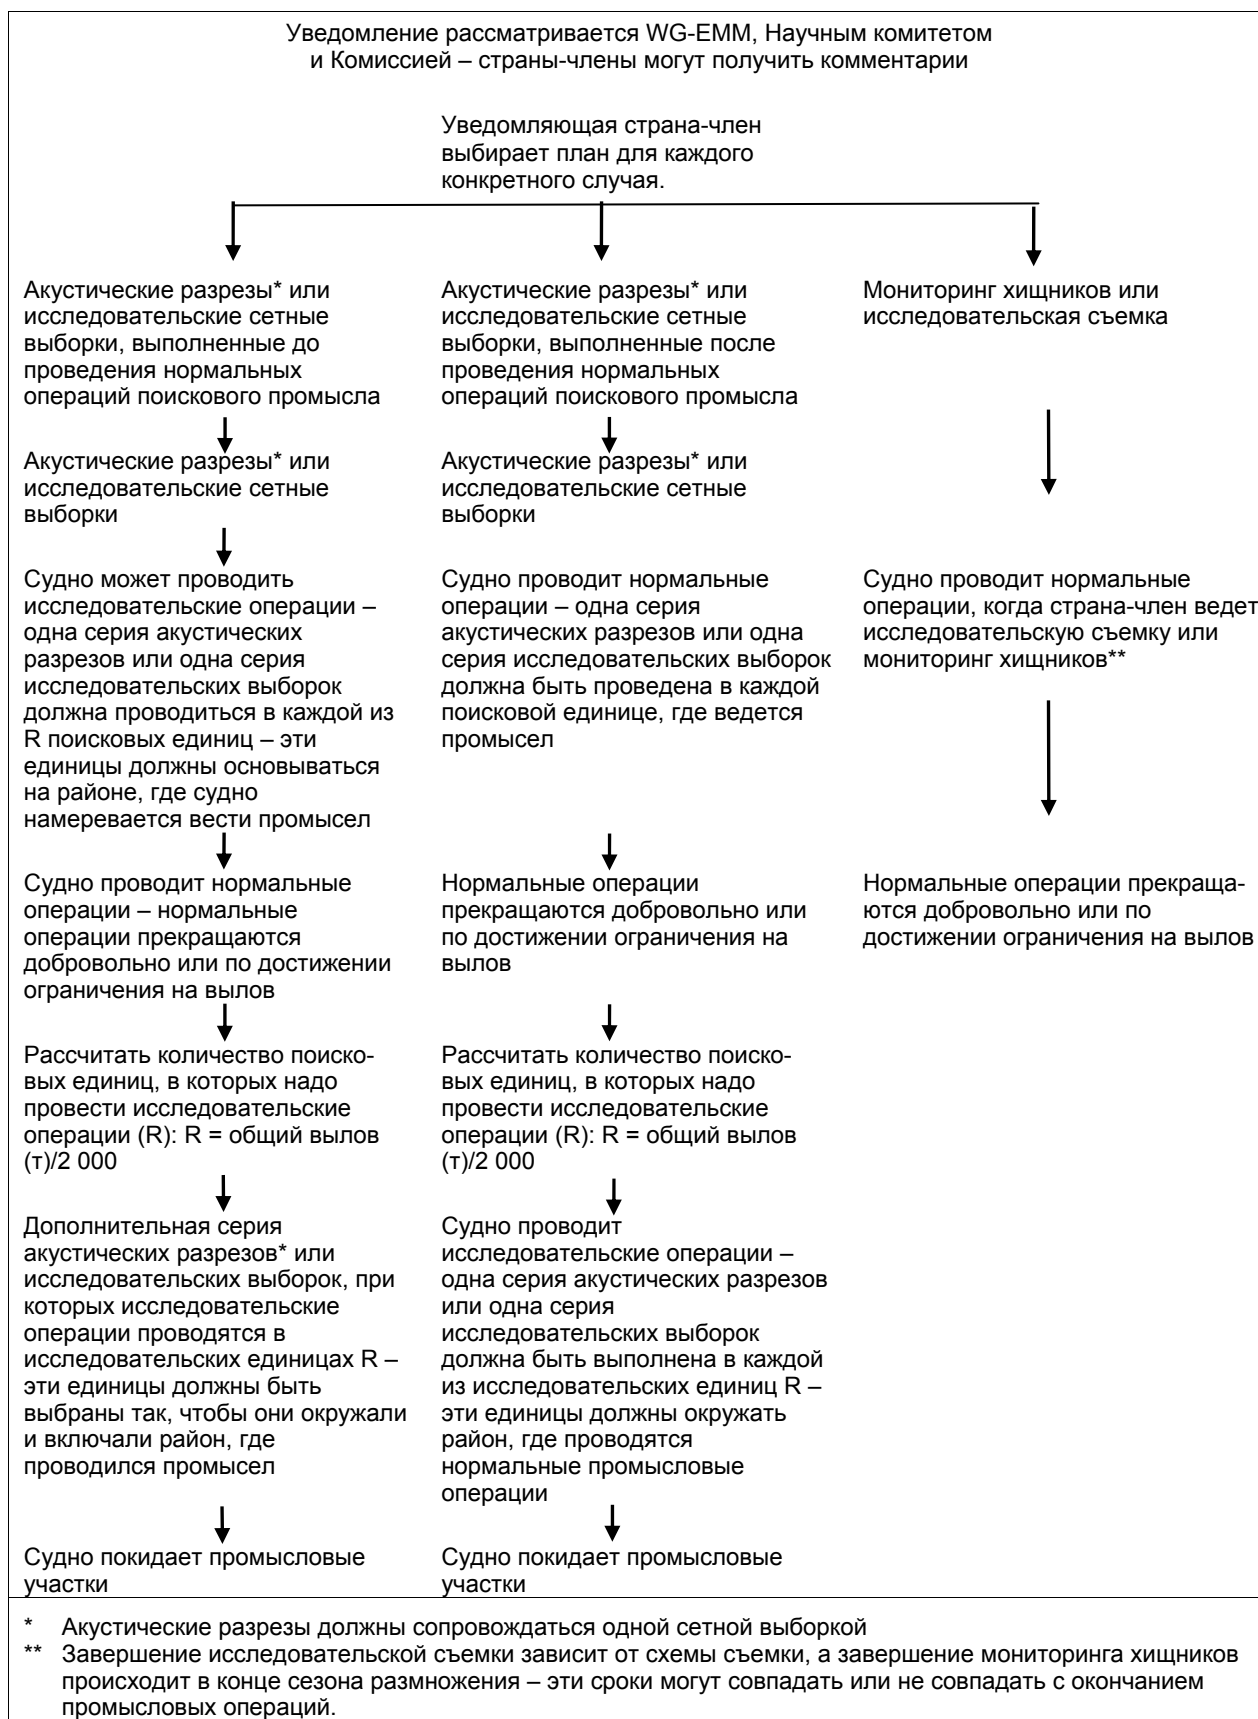 Уведомление рассматривается WG-EMM, Научным комитетом
и Комиссией – страны-члены могут получить комментарии
Уведомляющая страна-член
выбирает план для каждого
конкретного случая.
Акустические разрезы* или
исследовательские сетные
выборки, выполненные до
проведения нормальных
операций поискового промысла
Акустические разрезы* или
исследовательские сетные
выборки
Судно может проводить
исследовательские операции –
одна серия акустических
разрезов или одна серия
исследовательских выборок
должна проводиться в каждой из
R поисковых единиц – эти
единицы должны основываться
на районе, где судно
намеревается вести промысел
Судно проводит нормальные
операции – нормальные
операции прекращаются
добровольно или по достижении
ограничения на вылов
Рассчитать количество поиско-
вых единиц, в которых надо
провести исследовательские
операции (R): R = общий вылов
(т)/2 000
Дополнительная серия
акустических разрезов* или
исследовательских выборок, при
которых исследовательские
операции проводятся в
исследовательских единицах R –
эти единицы должны быть
выбраны так, чтобы они окружали
и включали район, где
проводился промысел
Судно покидает промысловые
участки
Акустические разрезы* или
исследовательские сетные
выборки, выполненные после
проведения нормальных
операций поискового промысла
Акустические разрезы* или
исследовательские сетные
выборки
Судно проводит нормальные
операции – одна серия
акустических разрезов или одна
серия исследовательских выборок
должна быть проведена в каждой
поисковой единице, где ведется
промысел
Нормальные операции
прекращаются добровольно или
по достижении ограничения на
вылов
Рассчитать количество поиско-
вых единиц, в которых надо
провести исследовательские
операции (R): R = общий вылов
(т)/2 000
Судно проводит
исследовательские операции –
одна серия акустических разрезов
или одна серия
исследовательских выборок
должна быть выполнена в каждой
из исследовательских единиц R –
эти единицы должны окружать
район, где проводятся
нормальные промысловые
операции
Судно покидает промысловые
участки
Мониторинг хищников или
исследовательская съемка
Судно проводит нормальные
операции, когда страна-член ведет
исследовательскую съемку или
мониторинг хищников**
Нормальные операции прекраща-
ются добровольно или по
достижении ограничения на вылов
* Акустические разрезы должны сопровождаться одной сетной выборкой
** Завершение исследовательской съемки зависит от схемы съемки, а завершение мониторинга хищников
происходит в конце сезона размножения – эти сроки могут совпадать или не совпадать с окончанием
промысловых операций.